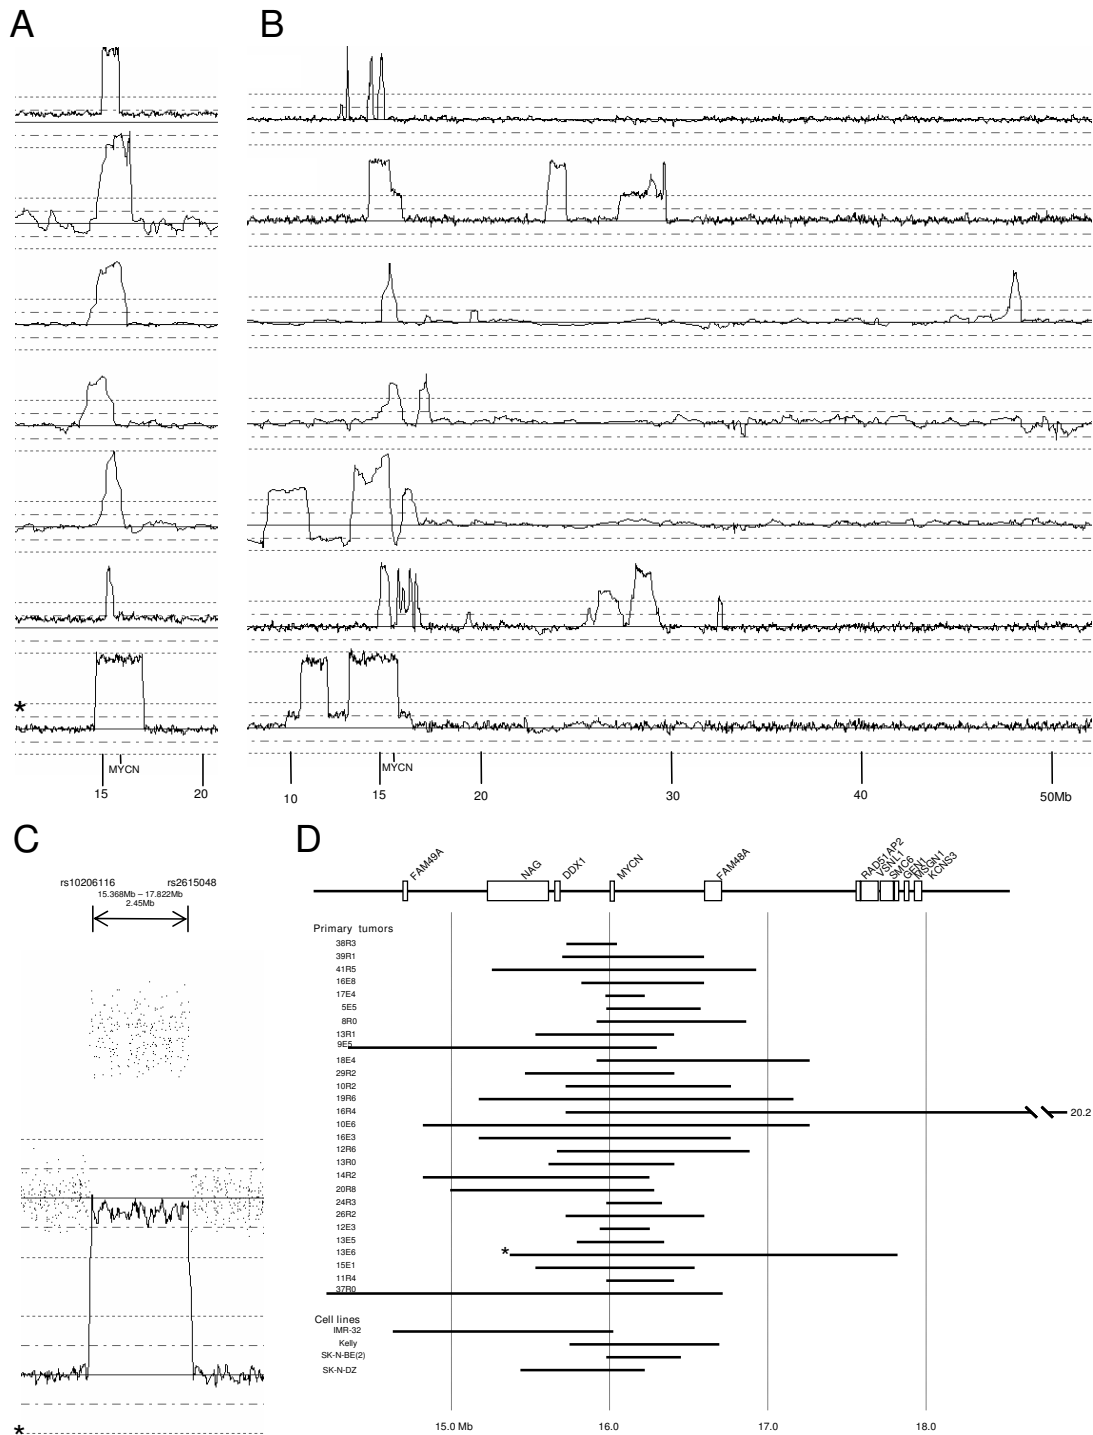 A
B
*
MYCN
15
20
MYCN
10
15
20
30
40
50Mb
C
rs10206116
rs2615048
15.368Mb – 17.822Mb
2.45Mb
*
D
FAM49A
NAG
DDX1
MYCN
FAM48A
RAD51AP2
VSNL1
SMC6
GEN1
MSGN1
KCNS3
Primary tumors
38R3
39R1
41R5
16E8
17E4
5E5
8R0
13R1
9E5
18E4
29R2
10R2
19R6
16R4
20.2
10E6
16E3
12R6
13R0
14R2
20R8
24R3
26R2
12E3
13E5
* 13E6
15E1
11R4
37R0
Cell lines
IMR-32
Kelly
SK-N-BE(2)
SK-N-DZ
15.0 Mb
16.0
17.0
18.0